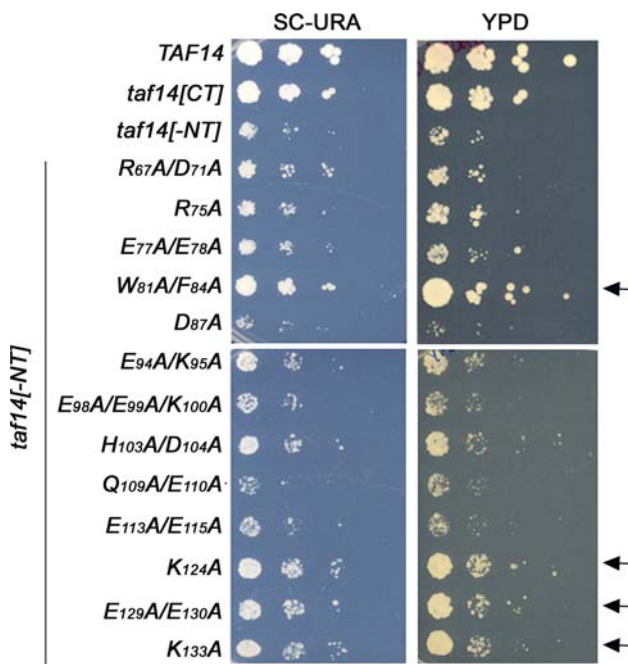 SC-URA YPD
TAF14
taf14[CT]
taf14[-NT]
R67A/D71A
R75A
E77A/E78A
W81A/F84A
D87A
E94A/K95A
E98A/E99A/K100A
H103A/D104A
Q109A/E110A
E113A/E115A
K124A
E129A/E130A
K133A
taf14[-NT]